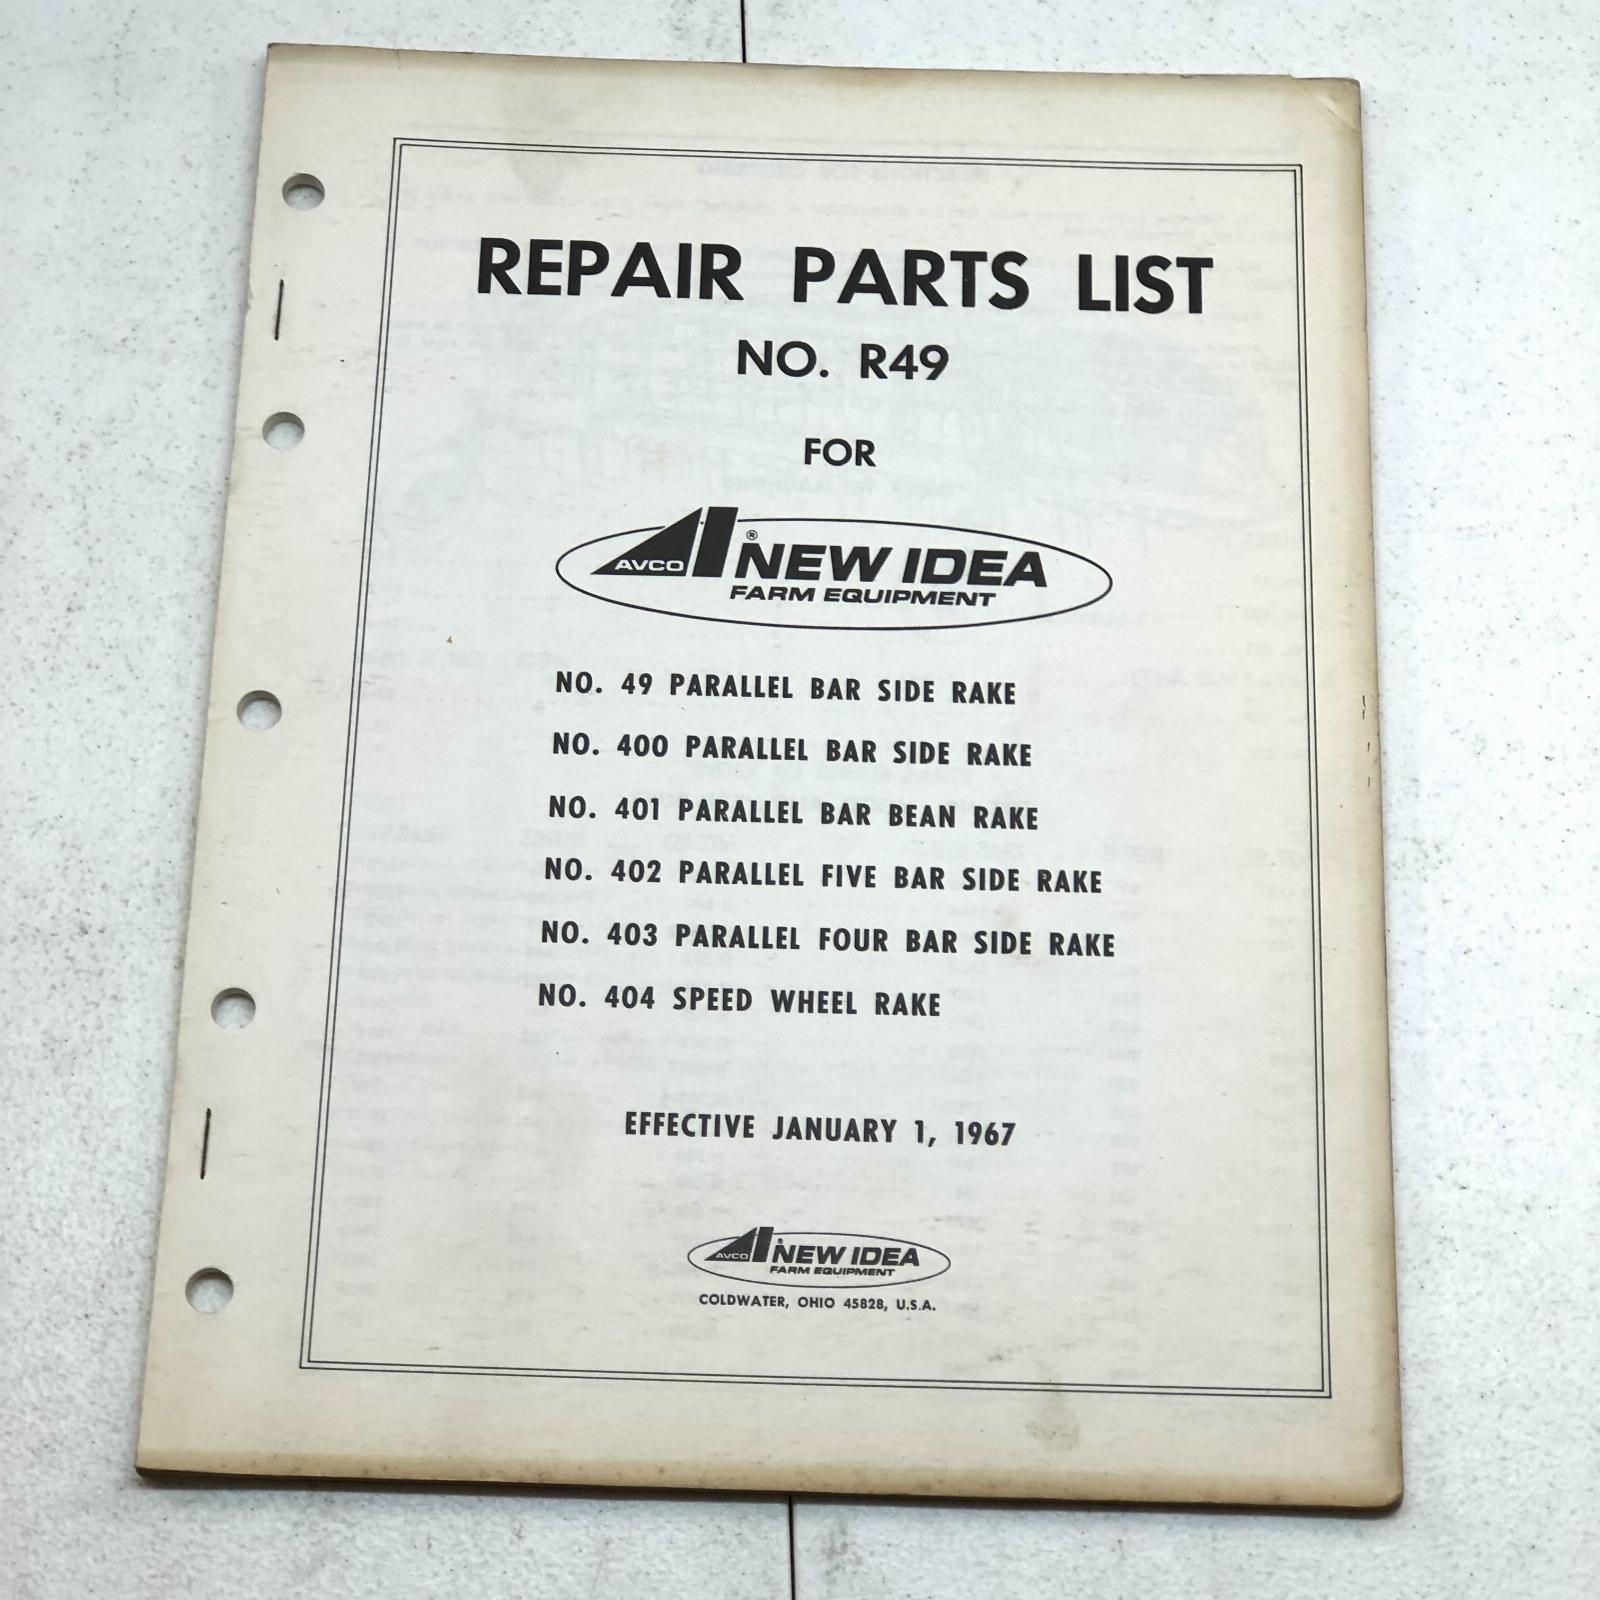 REPAIR PARTS LIST
NO. R49
FOR
AVCO ® NEW IDEA
FARM EQUIPMENT
NO. 49 PARALLEL BAR SIDE RAKE
NO. 400 PARALLEL BAR SIDE RAKE
NO. 401 PARALLEL BAR BEAN RAKE
NO. 402 PARALLEL FIVE BAR SIDE RAKE
NO. 403 PARALLEL FOUR BAR SIDE RAKE
NO. 404 SPEED WHEEL RAKE
EFFECTIVE JANUARY 1, 1967
AVCO ® NEW IDEA
FARM EQUIPMENT
COLDWATER, OHIO 45828, U.S.A.